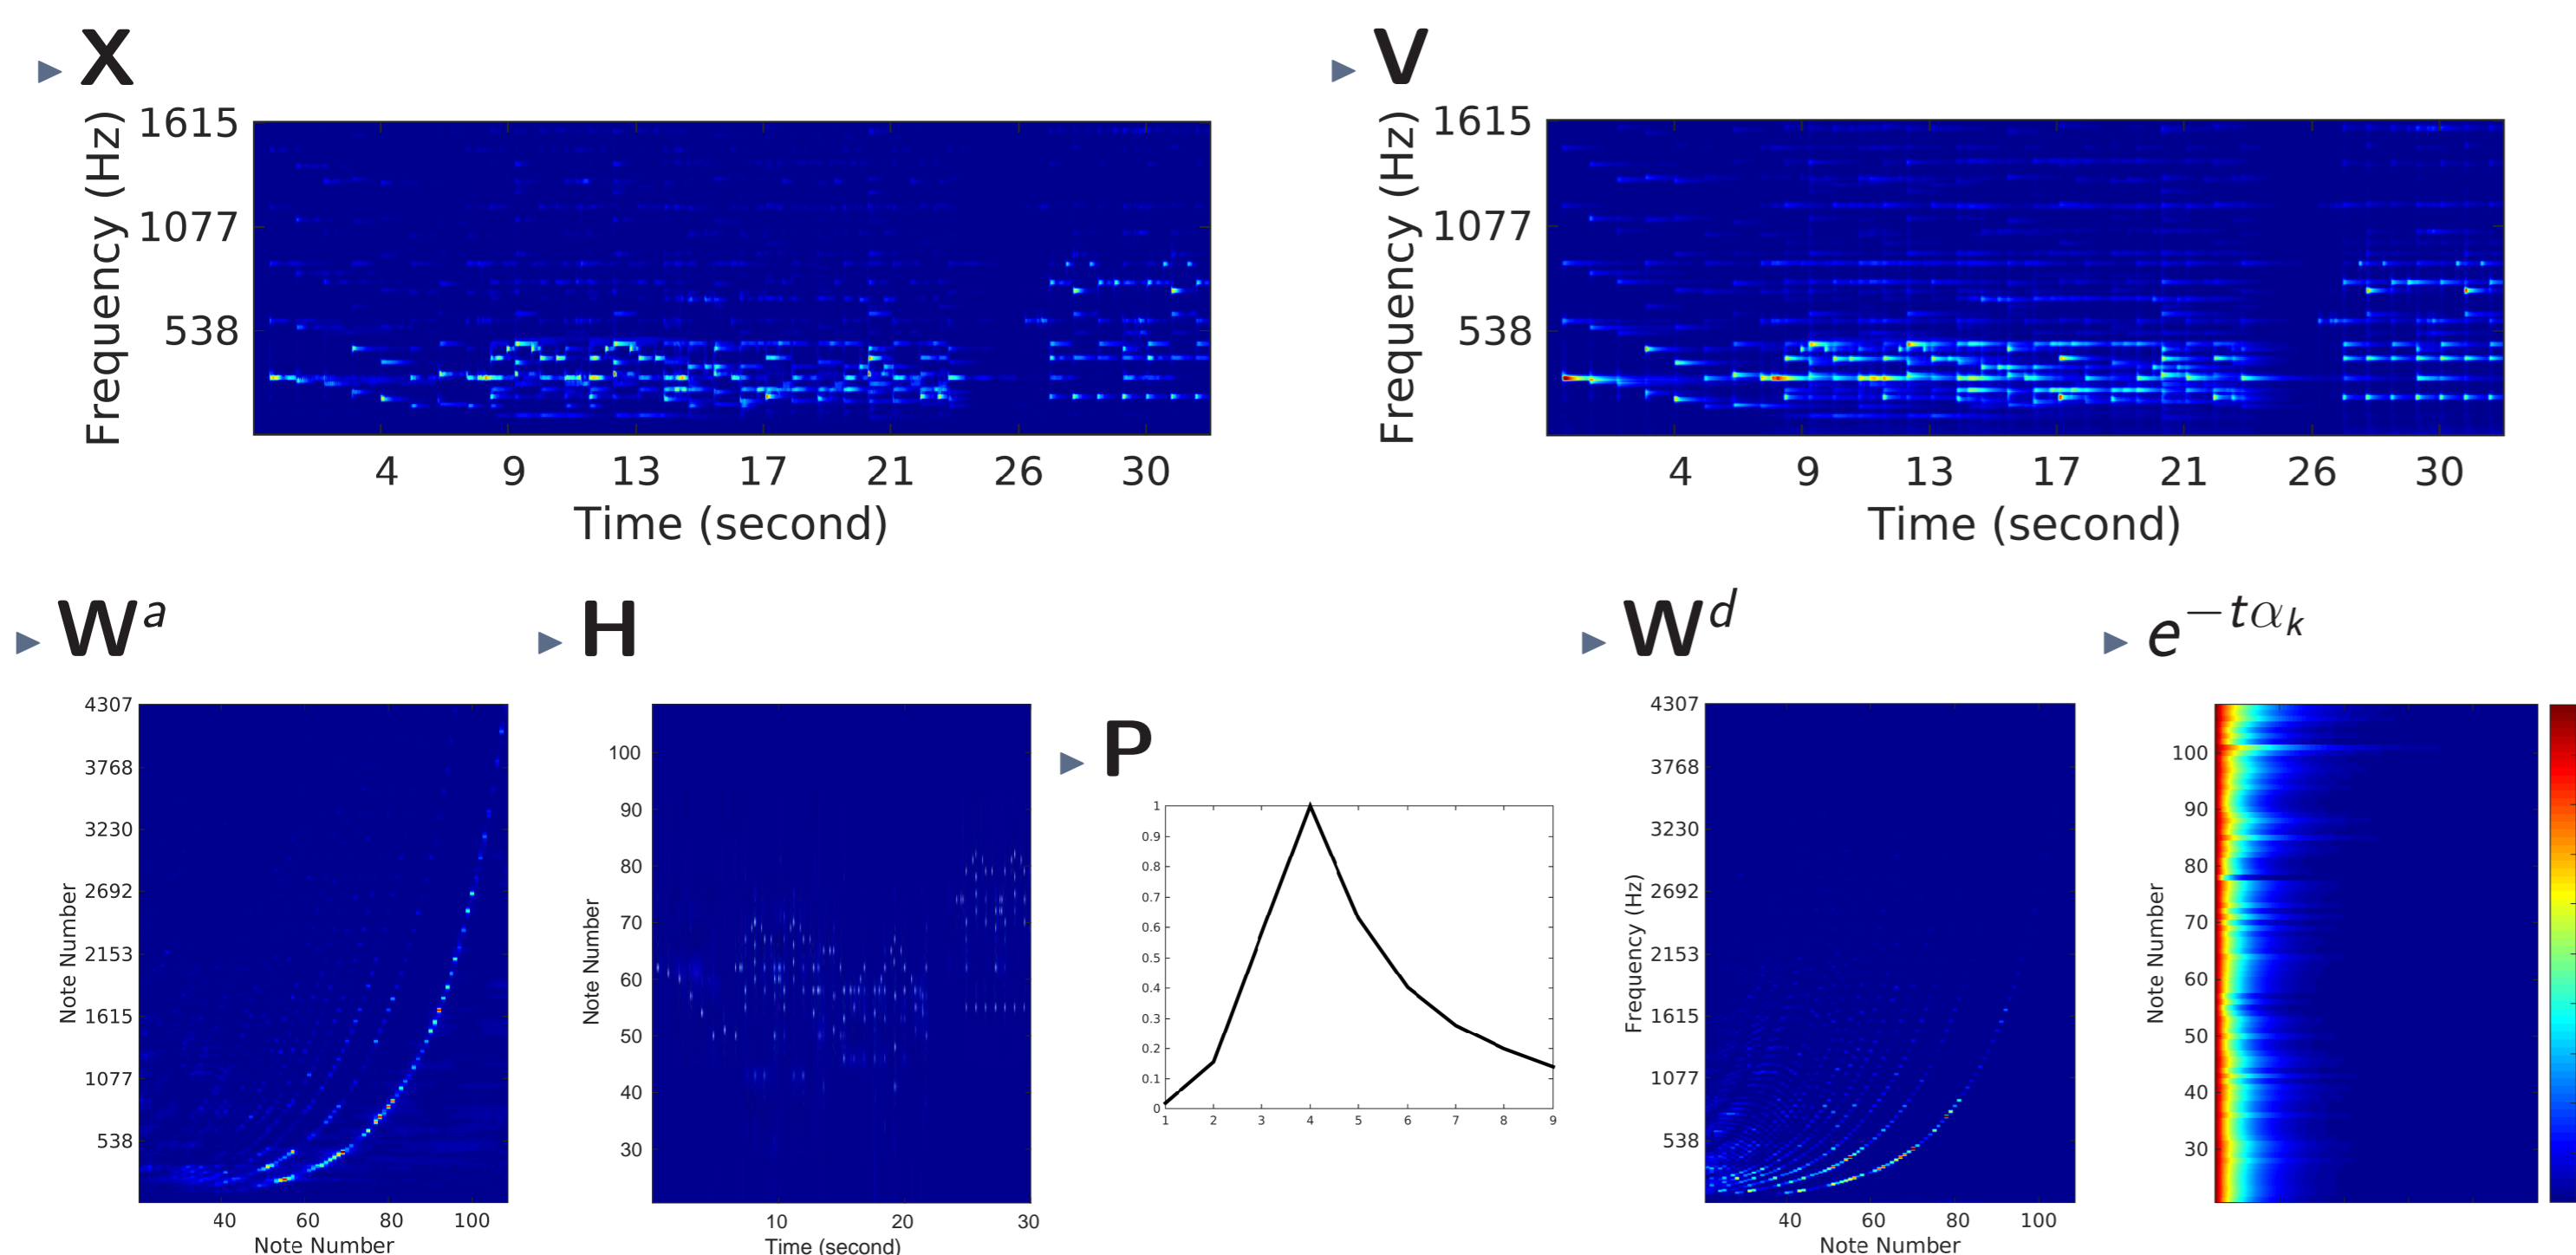 ▶ X
Frequency (Hz)
1615
1077
538
4 9 13 17 21 26 30
Time (second)
▶ V
Frequency (Hz)
1615
1077
538
4 9 13 17 21 26 30
Time (second)
▶ Wᵃ
Note Number
4307
3768
3230
2692
2153
1615
1077
538
40 60 80 100
Note Number
▶ H
Note Number
100
90
80
70
60
50
40
30
10 20 30
Time (second)
▶ P
1
0.9
0.8
0.7
0.6
0.5
0.4
0.3
0.2
0.1
0
1 2 3 4 5 6 7 8 9
▶ Wᵈ
Frequency (Hz)
4307
3768
3230
2692
2153
1615
1077
538
40 60 80 100
Note Number
▶ e^{−tα_k}
Note Number
100
90
80
70
60
50
40
30